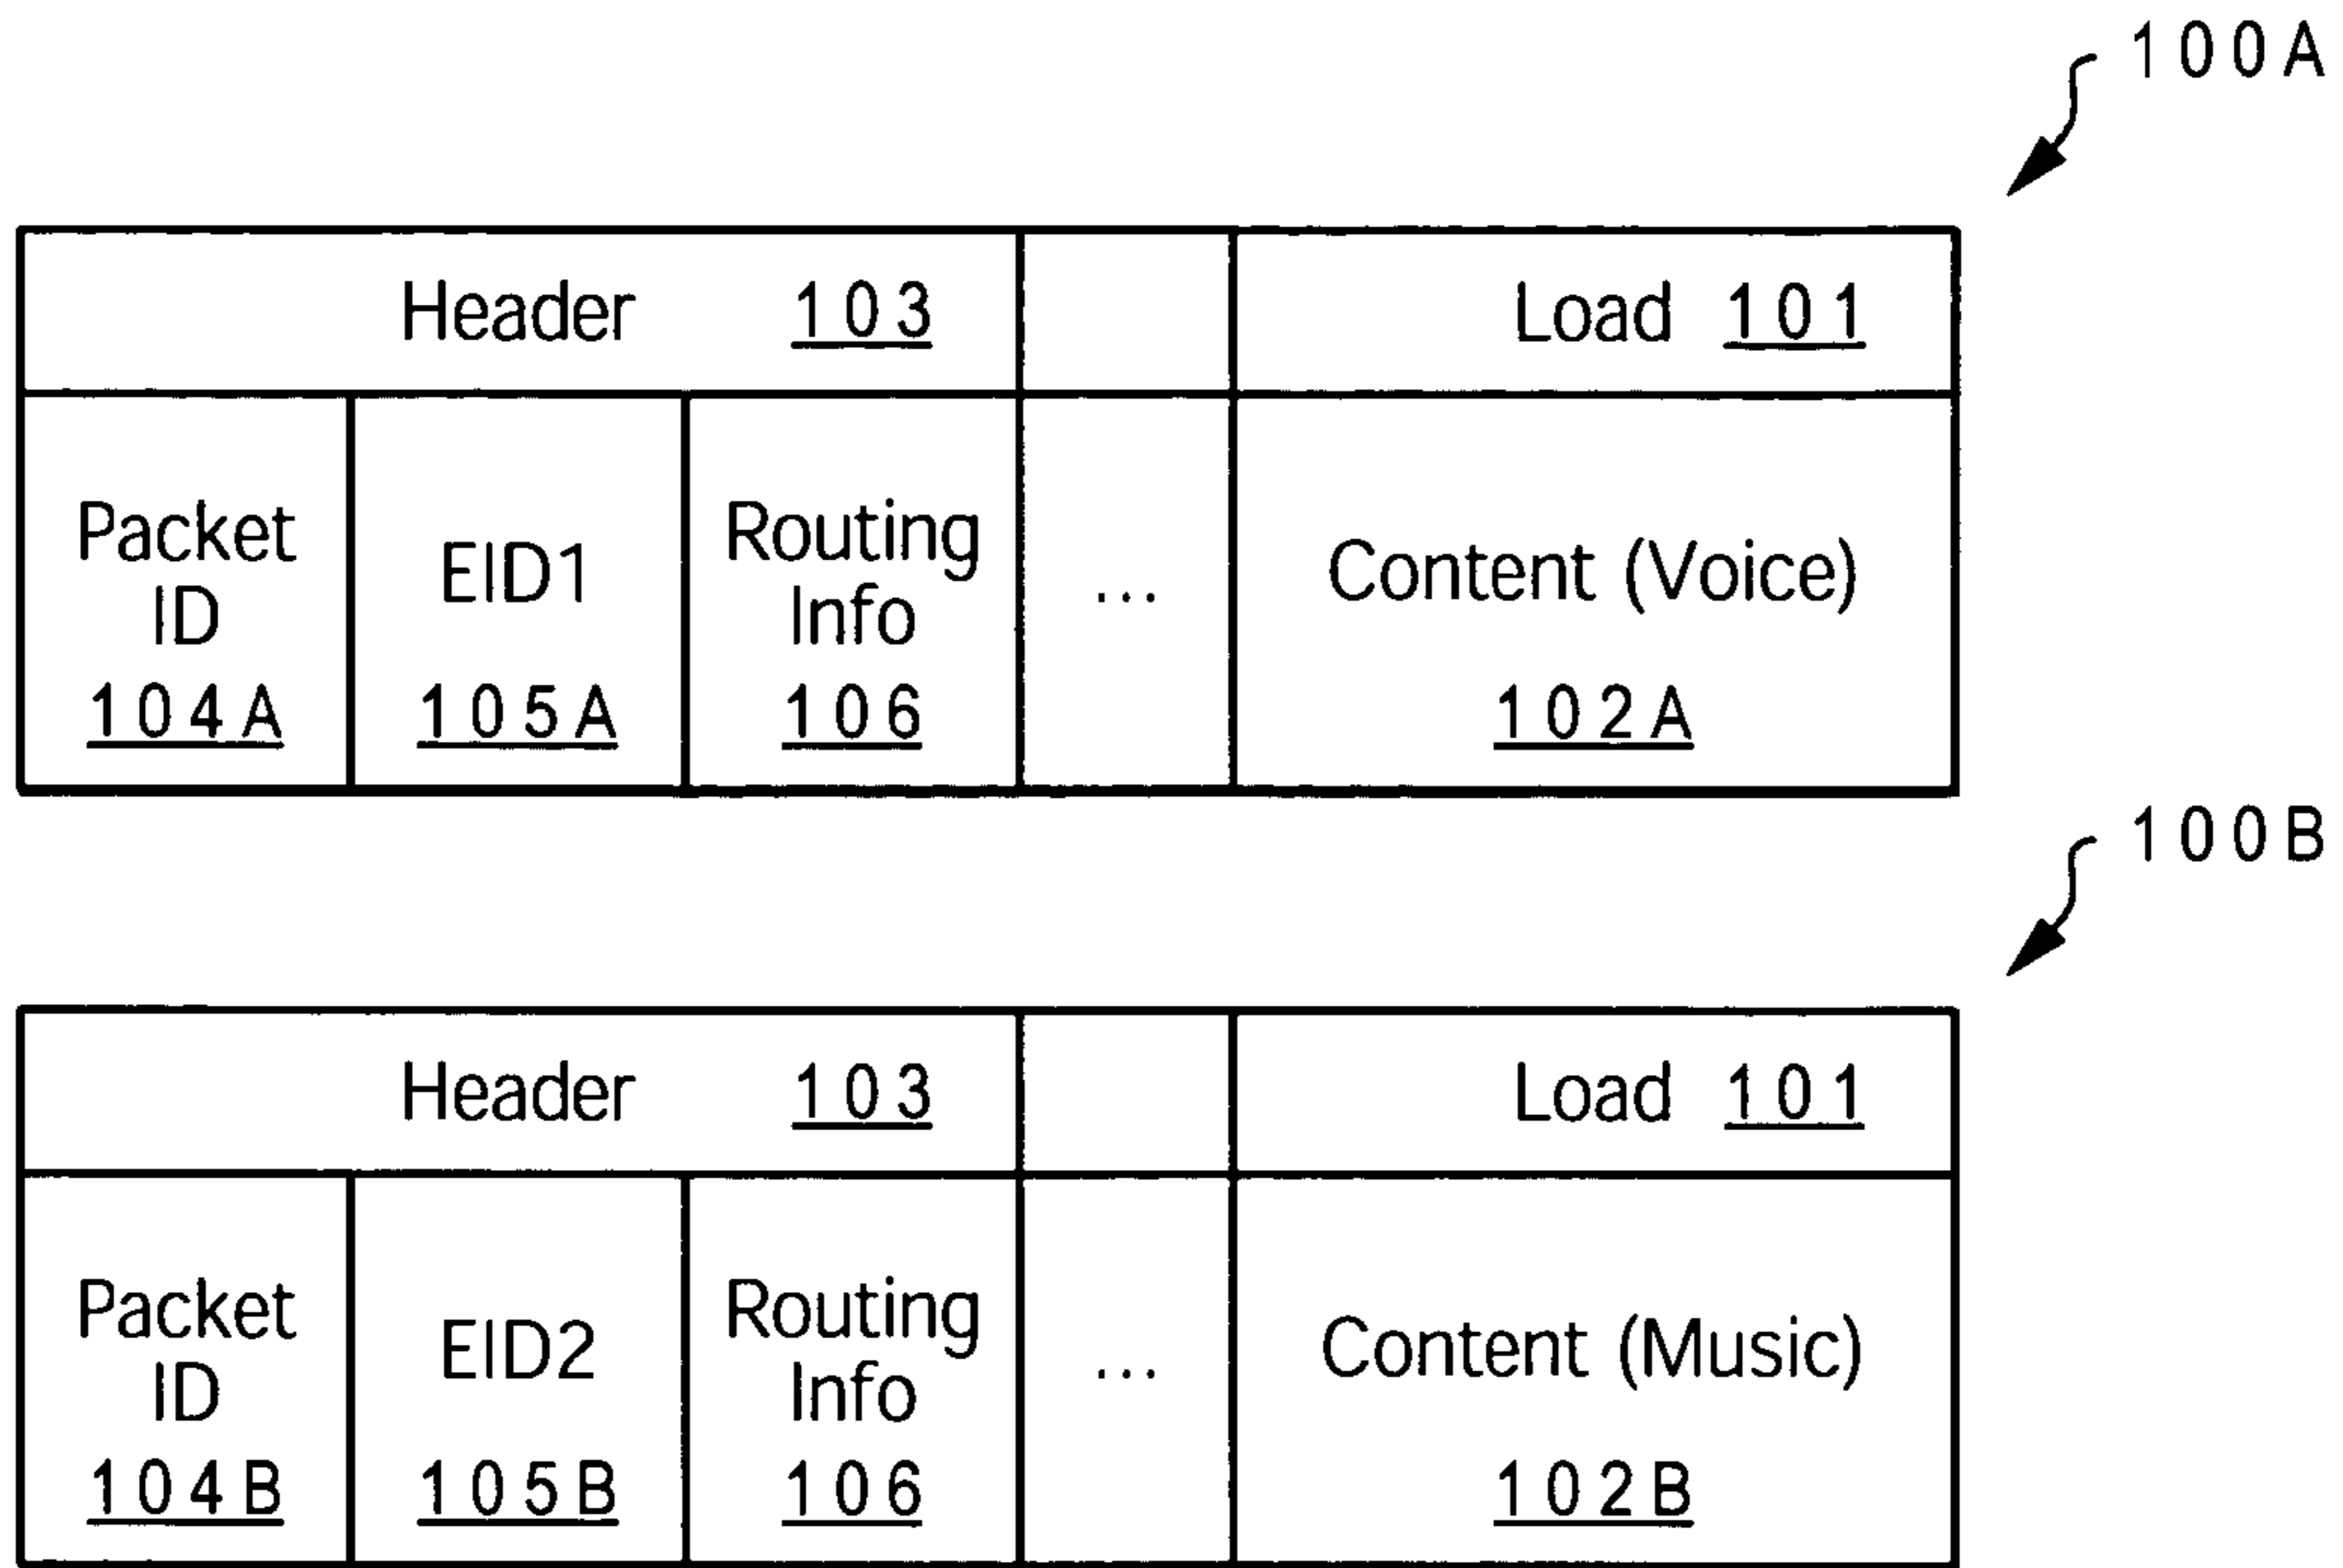 100A
Header 103 Load 101
Packet ID 104A
EID1 105A
Routing Info 106
...
Content (Voice) 102A
100B
Header 103 Load 101
Packet ID 104B
EID2 105B
Routing Info 106
...
Content (Music) 102B